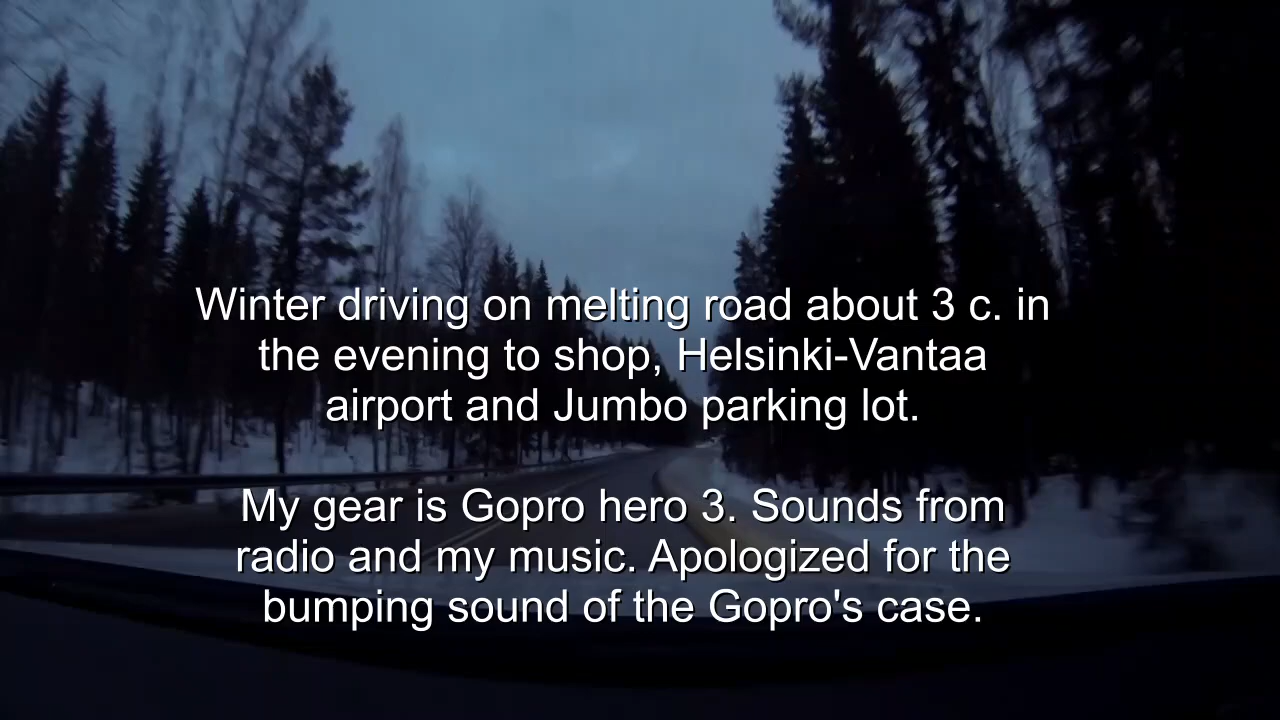 Winter driving on melting road about 3 c. in
the evening to shop, Helsinki-Vantaa
airport and Jumbo parking lot.
My gear is Gopro hero 3. Sounds from
radio and my music. Apologized for the
bumping sound of the Gopro's case.